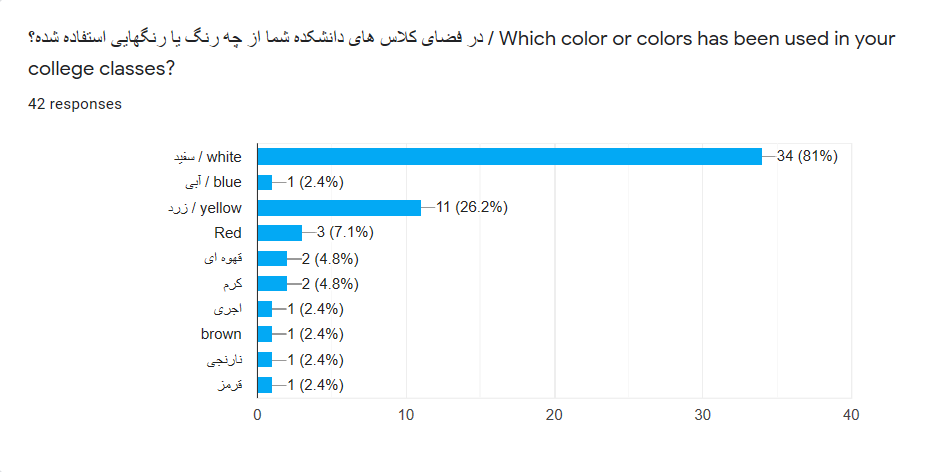 در فضای کلاس های دانشکده شما از چه رنگ یا رنگهایی استفاده شده؟ / Which color or colors has been used in your
college classes?
42 responses
سفید / white
34 (81%)
آبی / blue
1 (2.4%)
زرد / yellow
11 (26.2%)
Red
3 (7.1%)
قهوه ای
2 (4.8%)
کرم
2 (4.8%)
اجری
1 (2.4%)
brown
1 (2.4%)
نارنجی
1 (2.4%)
قرمز
1 (2.4%)
0 10 20 30 40